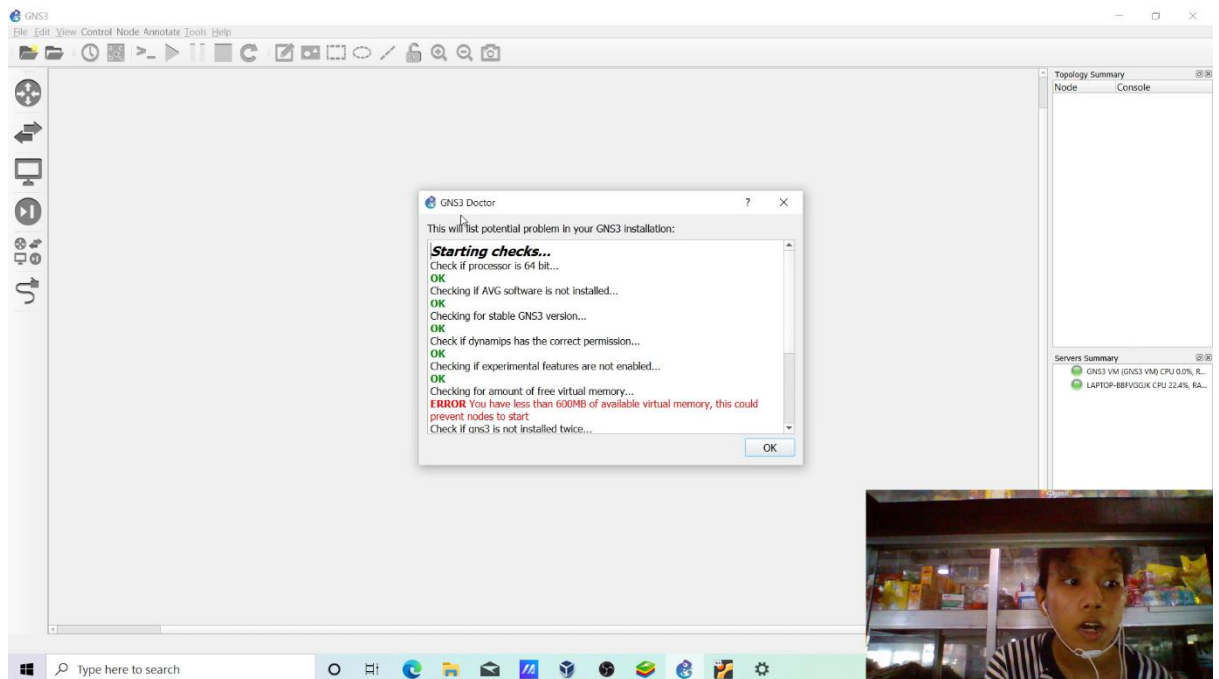 GNS3
File Edit View Control Node Annotate Tools Help
Topology Summary
Node Console
GNS3 Doctor
This will list potential problem in your GNS3 installation:
Starting checks...
Check if processor is 64 bit...
OK
Checking if AVG software is not installed...
OK
Checking for stable GNS3 version...
OK
Check if dynamips has the correct permission...
OK
Checking if experimental features are not enabled...
OK
Checking for amount of free virtual memory...
ERROR You have less than 600MB of available virtual memory, this could
prevent nodes to start
Check if gns3 is not installed twice...
OK
Servers Summary
GNS3 VM (GNS3 VM) CPU 0.0%, R...
LAPTOP-BBFVGGJK CPU 22.4%, RA...
Type here to search